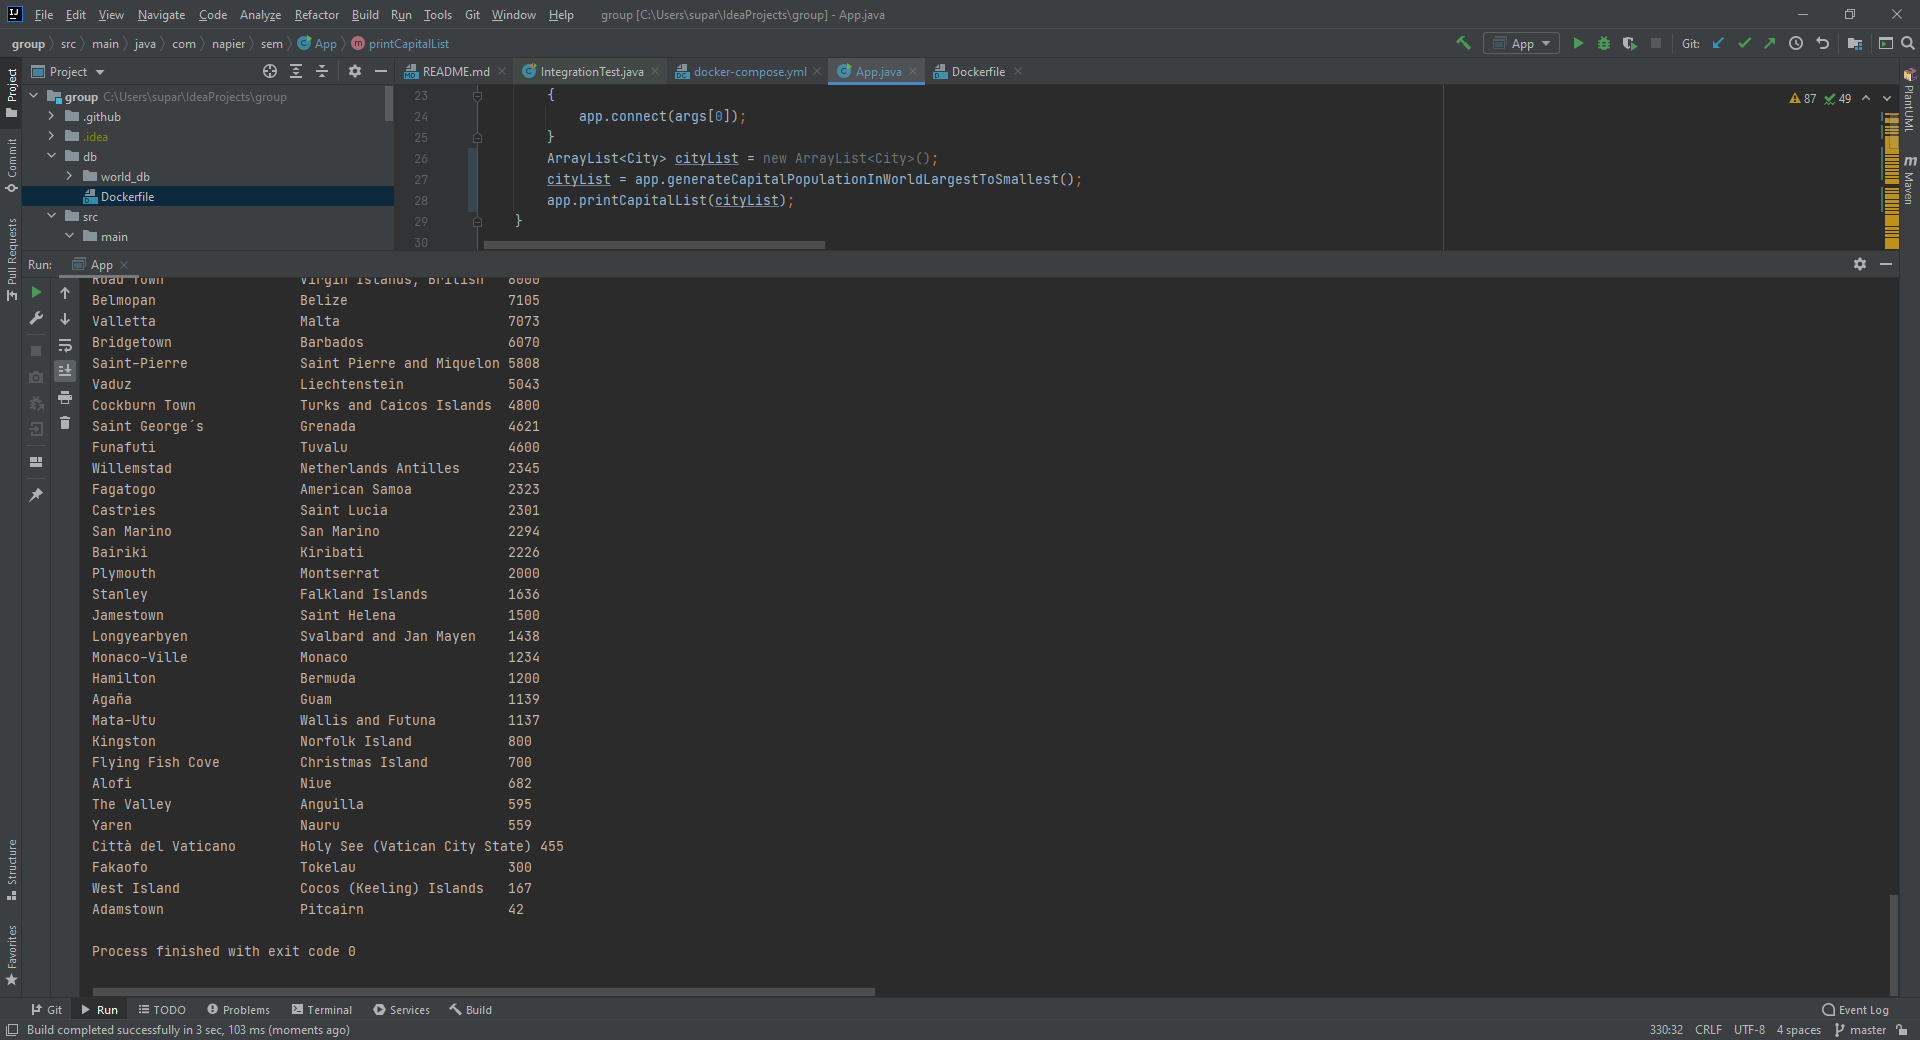 File Edit View Navigate Code Analyze Refactor Build Run Tools Git Window Help group [C:\Users\supar\IdeaProjects\group] - App.java
group src main java com napier sem App printCapitalList App Git:
Project README.md IntegrationTest.java docker-compose.yml App.java Dockerfile
group C:\Users\supar\IdeaProjects\group
.github
.idea
db
world_db
Dockerfile
src
main
23 {
24 app.connect(args[0]);
25 }
26 ArrayList<City> cityList = new ArrayList<City>();
27 cityList = app.generateCapitalPopulationInWorldLargestToSmallest();
28 app.printCapitalList(cityList);
29 }
30
87 49
Project
Commit
Pull Requests
Structure
Favorites
PlantUML
Maven
Run: App
Road Town Virgin Islands, British 8000
Belmopan Belize 7105
Valletta Malta 7073
Bridgetown Barbados 6070
Saint-Pierre Saint Pierre and Miquelon 5808
Vaduz Liechtenstein 5043
Cockburn Town Turks and Caicos Islands 4800
Saint George´s Grenada 4621
Funafuti Tuvalu 4600
Willemstad Netherlands Antilles 2345
Fagatogo American Samoa 2323
Castries Saint Lucia 2301
San Marino San Marino 2294
Bairiki Kiribati 2226
Plymouth Montserrat 2000
Stanley Falkland Islands 1636
Jamestown Saint Helena 1500
Longyearbyen Svalbard and Jan Mayen 1438
Monaco-Ville Monaco 1234
Hamilton Bermuda 1200
Agaña Guam 1139
Mata-Utu Wallis and Futuna 1137
Kingston Norfolk Island 800
Flying Fish Cove Christmas Island 700
Alofi Niue 682
The Valley Anguilla 595
Yaren Nauru 559
Città del Vaticano Holy See (Vatican City State) 455
Fakaofo Tokelau 300
West Island Cocos (Keeling) Islands 167
Adamstown Pitcairn 42
Process finished with exit code 0
Git Run TODO Problems Terminal Services Build Event Log
Build completed successfully in 3 sec, 103 ms (moments ago) 330:32 CRLF UTF-8 4 spaces master